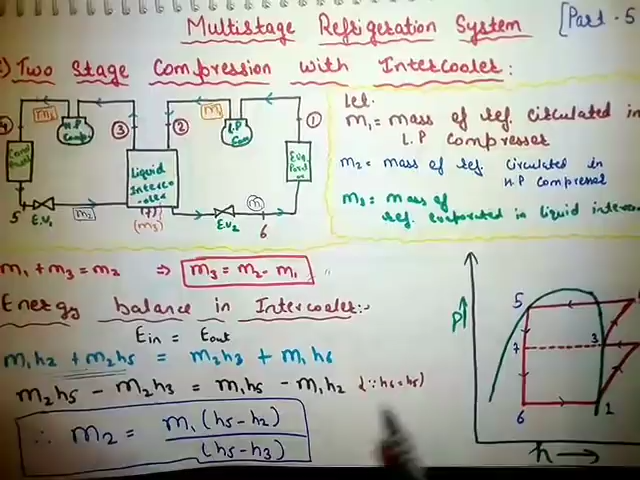 Multistage Refrigeration System [Part - 5
c) Two Stage Compression with Intercooler :
4 m2 H.P Comp. 3 2 m1 L.P Com 1
Liquid Intercooler
5 E.V1 m2 (7) (m3) E.V2 6
Let.
m1 = mass of ref. circulated in
L.P compressor
m2 = mass of ref. circulated in
H.P compressor
m3 = mass of
ref. evaporated in liquid
m1 + m3 = m2 ⇒ m3 = m2 - m1
Energy balance in Intercooler:-
Ein = Eout
m1h2 + m2h5 = m2h3 + m1h6
m2h5 - m2h3 = m1h5 - m1h2 {∵ h6 = h5}
∴ m2 = m1(h5-h2) / (h5-h3)
P↑
5
7 3
6 1
h →